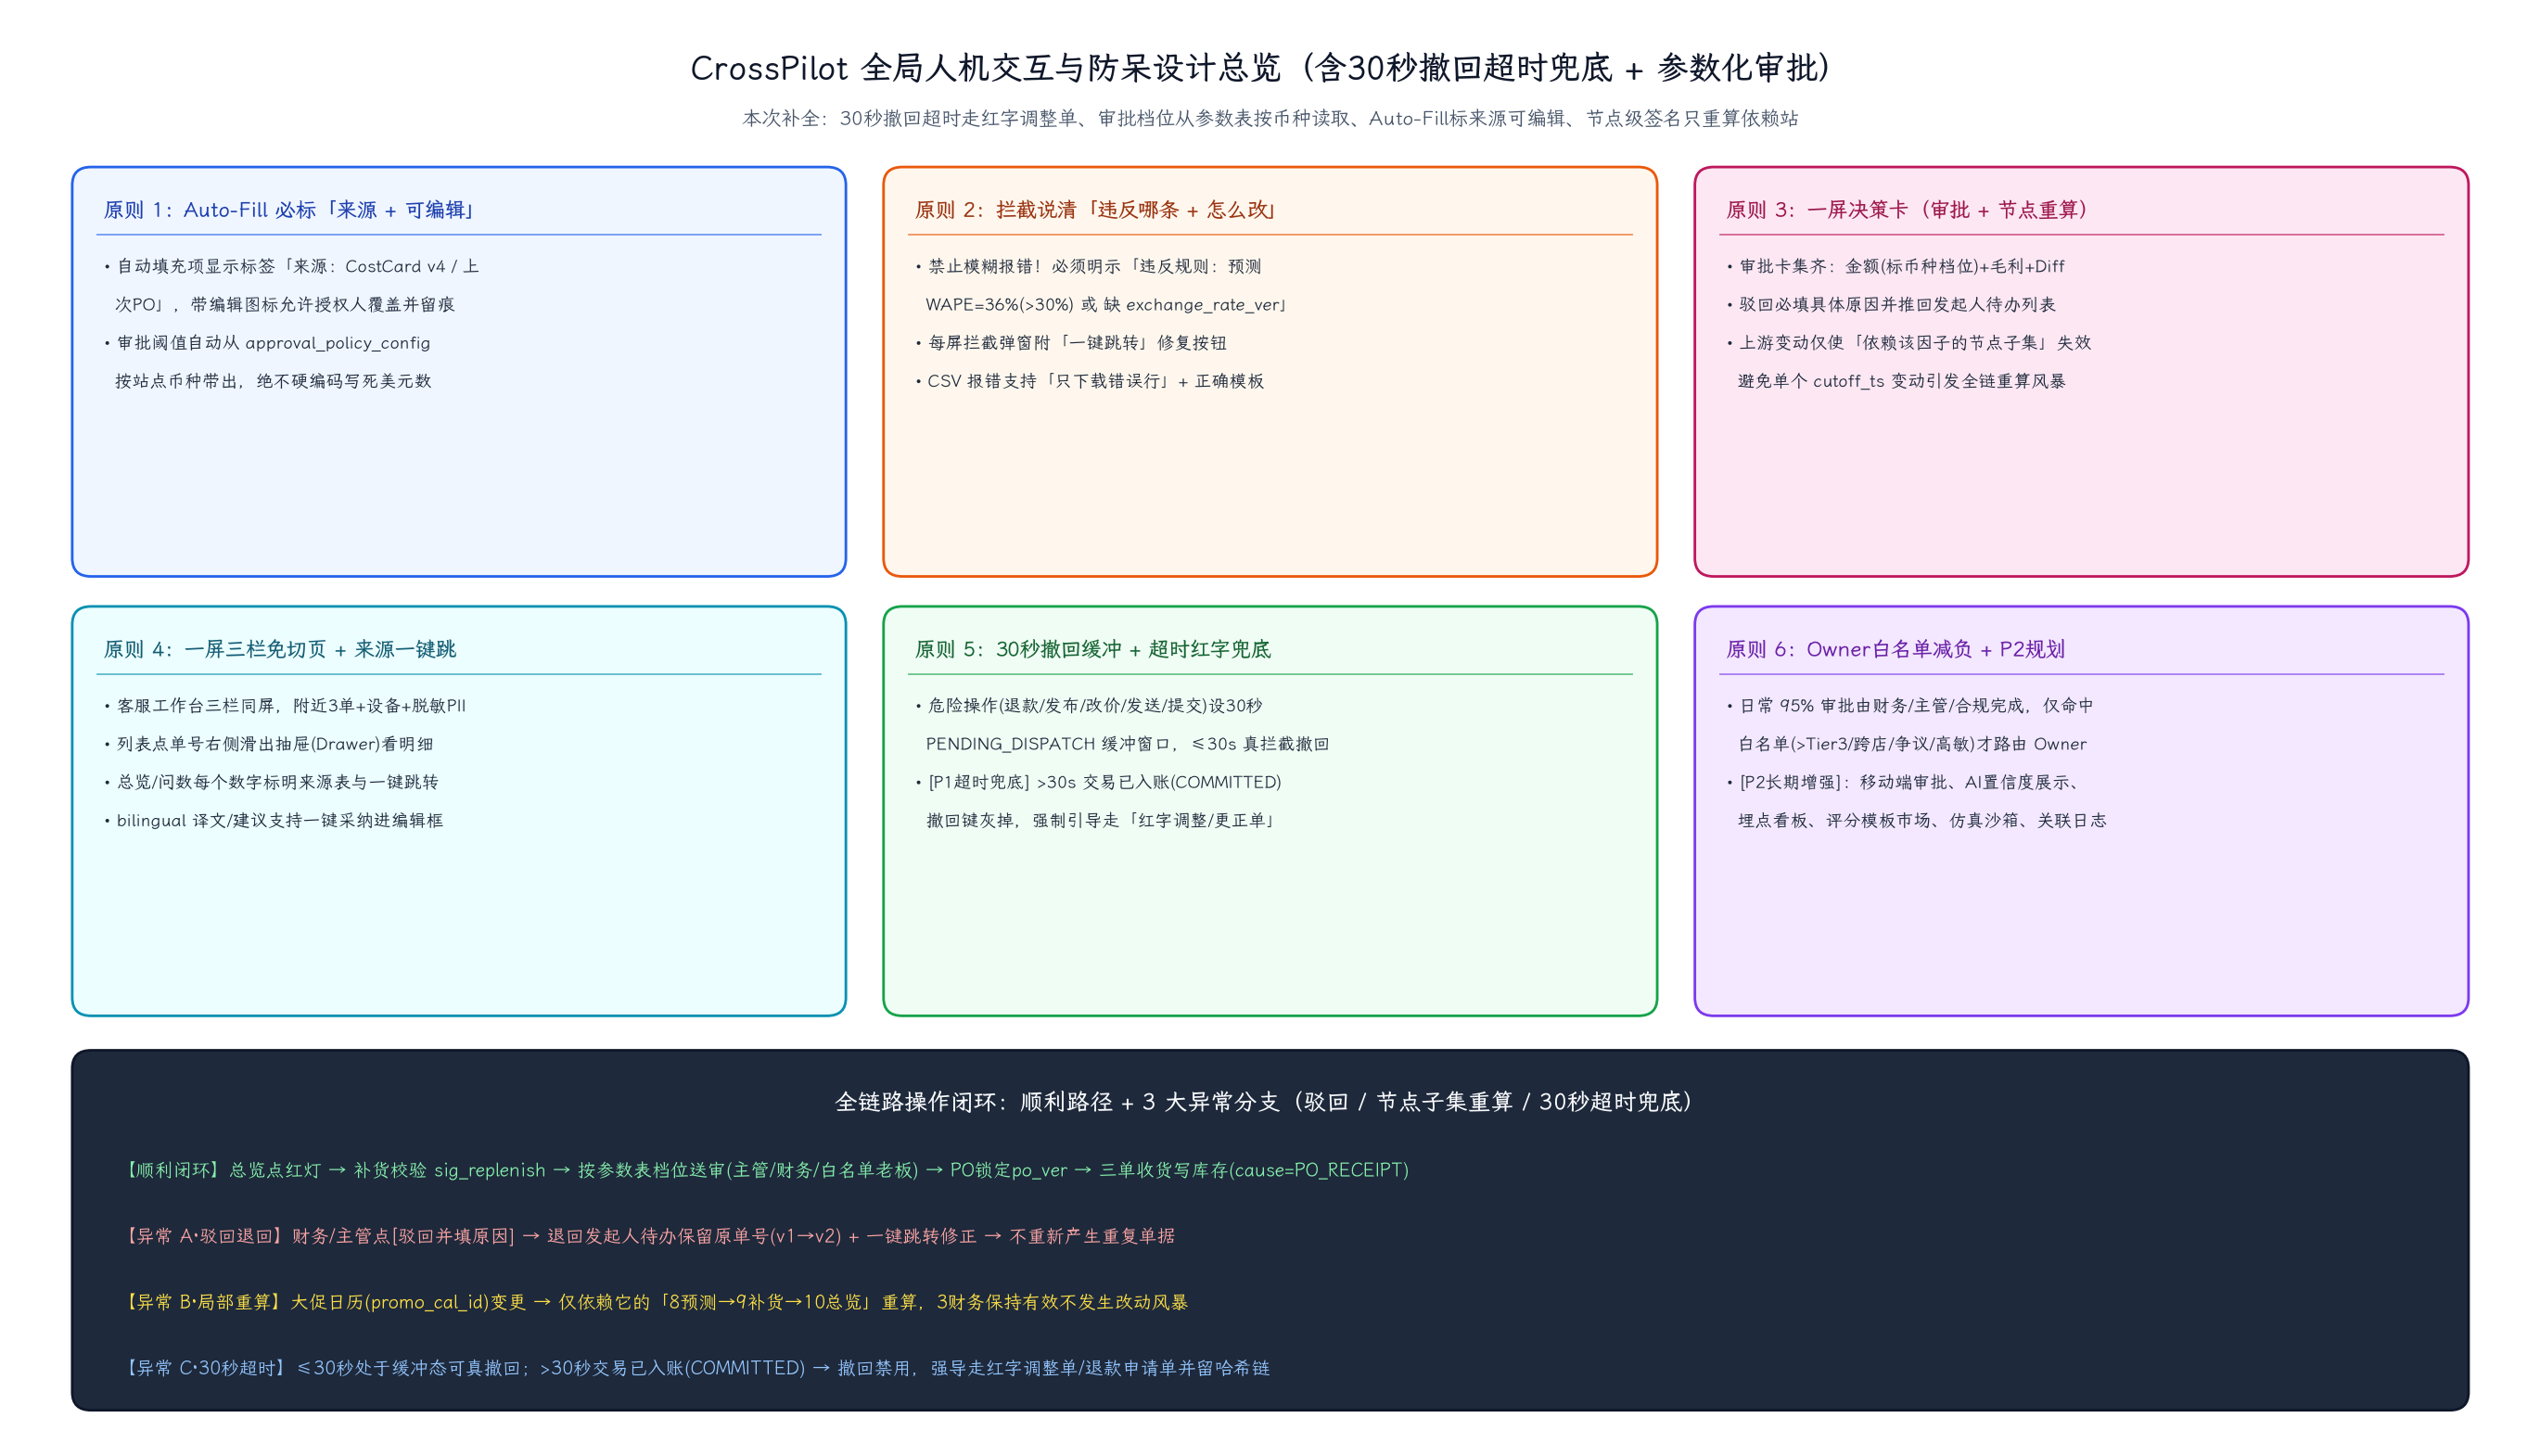 CrossPilot 全局人机交互与防呆设计总览（含30秒撤回超时兜底 + 参数化审批）
本次补全：30秒撤回超时走红字调整单、审批档位从参数表按币种读取、Auto-Fill标来源可编辑、节点级签名只重算依赖站
原则 1：Auto-Fill 必标「来源 + 可编辑」
• 自动填充项显示标签「来源：CostCard v4 / 上
次PO」，带编辑图标允许授权人覆盖并留痕
• 审批阈值自动从 approval_policy_config
按站点币种带出，绝不硬编码写死美元数
原则 2：拦截说清「违反哪条 + 怎么改」
• 禁止模糊报错！必须明示「违反规则：预测
WAPE=36%(>30%) 或 缺 exchange_rate_ver」
• 每屏拦截弹窗附「一键跳转」修复按钮
• CSV 报错支持「只下载错误行」+ 正确模板
原则 3：一屏决策卡（审批 + 节点重算）
• 审批卡集齐：金额(标币种档位)+毛利+Diff
• 驳回必填具体原因并推回发起人待办列表
• 上游变动仅使「依赖该因子的节点子集」失效
避免单个 cutoff_ts 变动引发全链重算风暴
原则 4：一屏三栏免切页 + 来源一键跳
• 客服工作台三栏同屏，附近3单+设备+脱敏PII
• 列表点单号右侧滑出抽屉(Drawer)看明细
• 总览/问数每个数字标明来源表与一键跳转
• bilingual 译文/建议支持一键采纳进编辑框
原则 5：30秒撤回缓冲 + 超时红字兜底
• 危险操作(退款/发布/改价/发送/提交)设30秒
PENDING_DISPATCH 缓冲窗口，≤30s 真拦截撤回
• [P1超时兜底] >30s 交易已入账(COMMITTED)
撤回键灰掉，强制引导走「红字调整/更正单」
原则 6：Owner白名单减负 + P2规划
• 日常 95% 审批由财务/主管/合规完成，仅命中
白名单(>Tier3/跨店/争议/高敏)才路由 Owner
• [P2长期增强]：移动端审批、AI置信度展示、
埋点看板、评分模板市场、仿真沙箱、关联日志
全链路操作闭环：顺利路径 + 3 大异常分支（驳回 / 节点子集重算 / 30秒超时兜底）
【顺利闭环】总览点红灯 → 补货校验 sig_replenish → 按参数表档位送审(主管/财务/白名单老板) → PO锁定po_ver → 三单收货写库存(cause=PO_RECEIPT)
【异常 A·驳回退回】财务/主管点[驳回并填原因] → 退回发起人待办保留原单号(v1→v2) + 一键跳转修正 → 不重新产生重复单据
【异常 B·局部重算】大促日历(promo_cal_id)变更 → 仅依赖它的「8预测→9补货→10总览」重算，3财务保持有效不发生改动风暴
【异常 C·30秒超时】≤30秒处于缓冲态可真撤回；>30秒交易已入账(COMMITTED) → 撤回禁用，强导走红字调整单/退款申请单并留哈希链